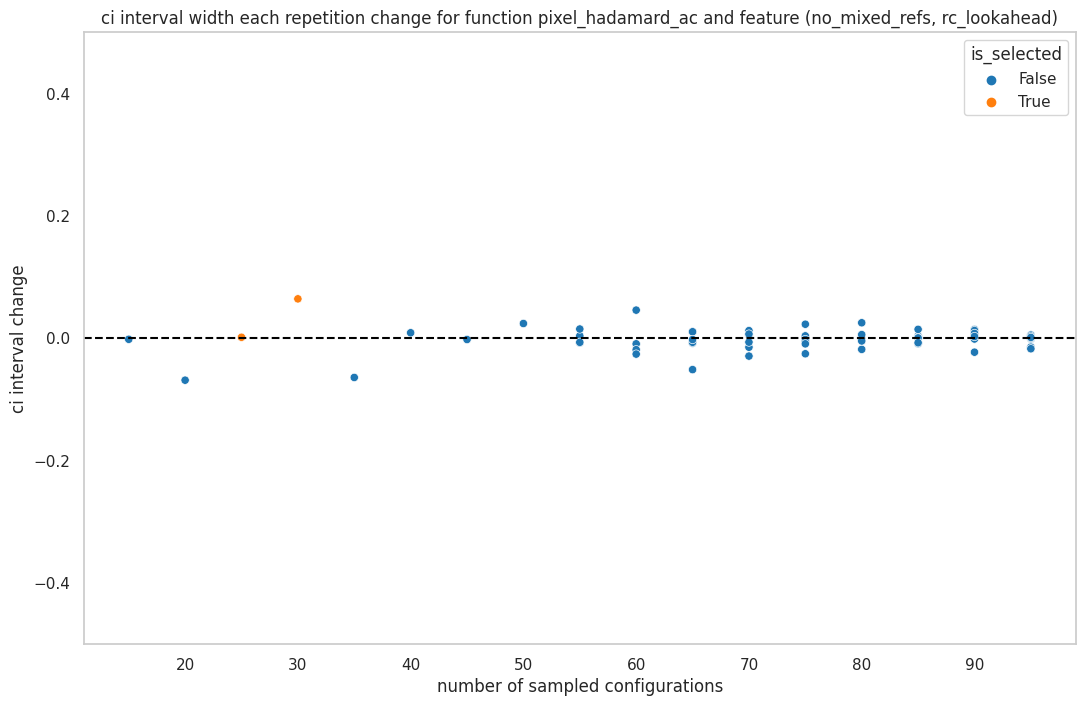 ci interval width each repetition change for function pixel_hadamard_ac and feature (no_mixed_refs, rc_lookahead)
is_selected
False
True
0.4
0.2
0.0
−0.2
−0.4
ci interval change
20 30 40 50 60 70 80 90
number of sampled configurations